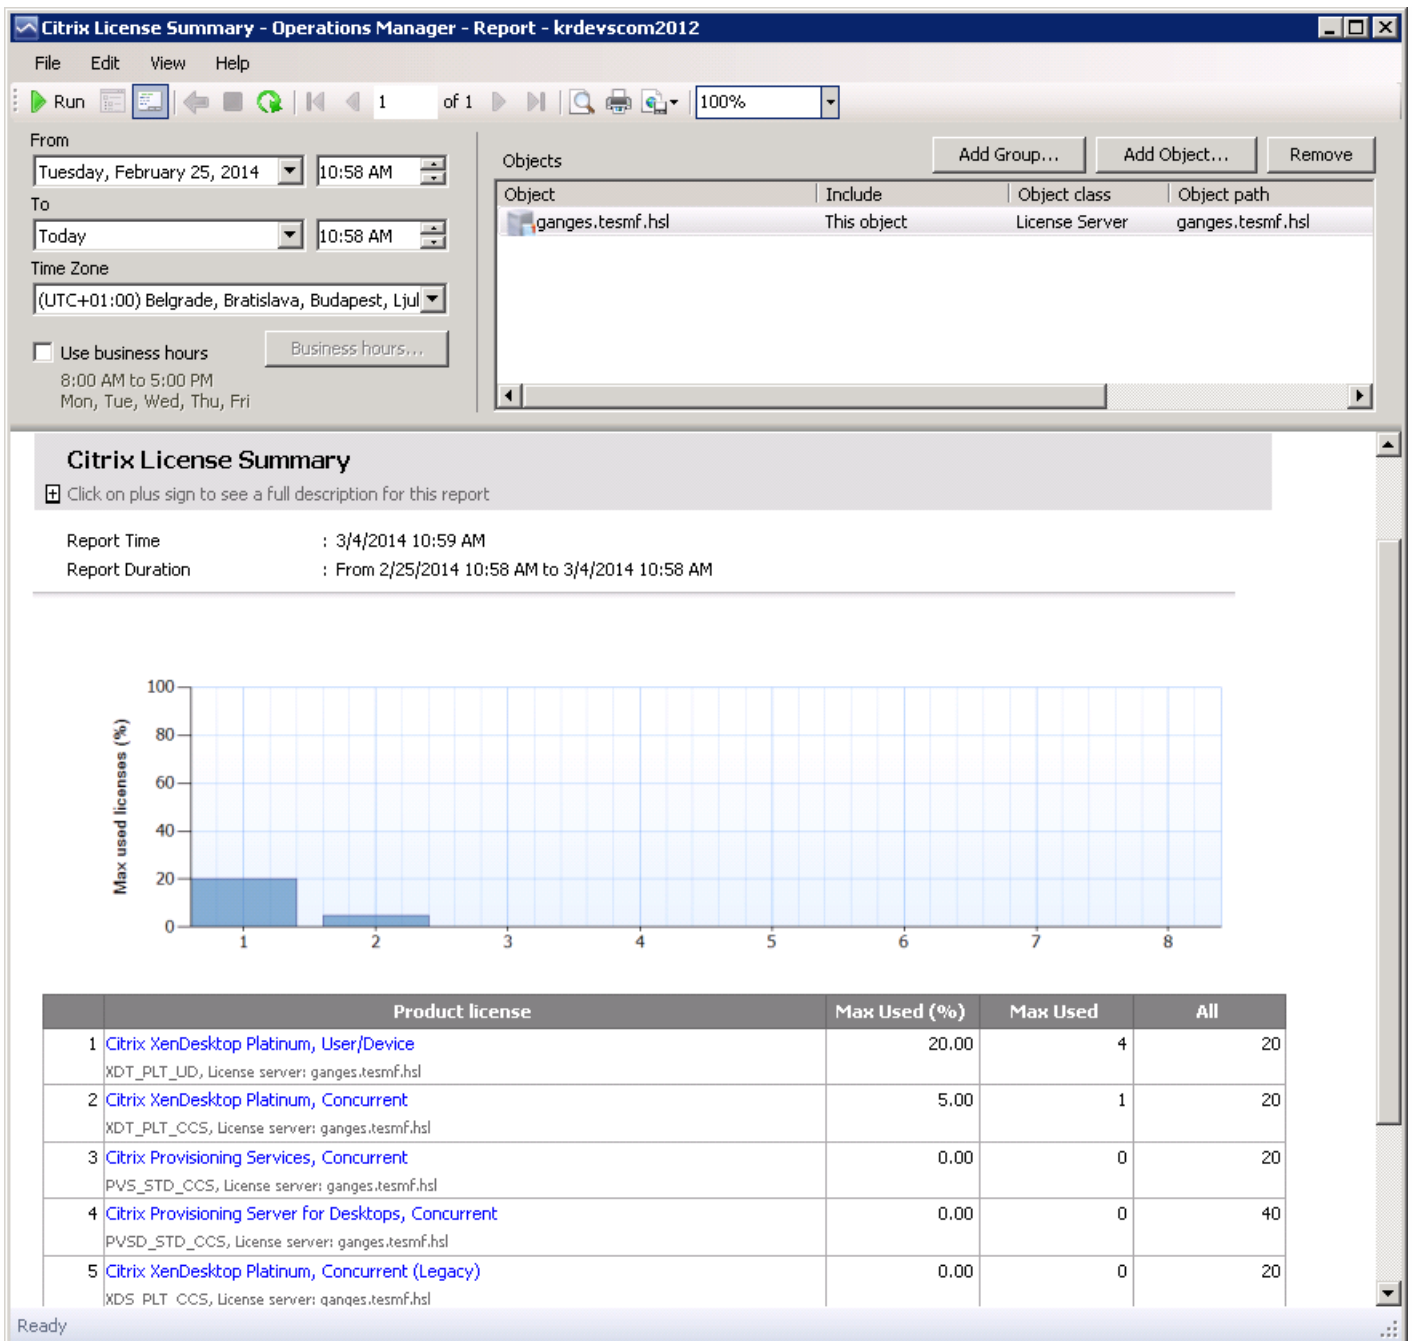 Citrix License Summary - Operations Manager - Report - krdevscom2012
File Edit View Help
Run 1 of 1 100%
From
Tuesday, February 25, 2014 10:58 AM
To
Today 10:58 AM
Time Zone
(UTC+01:00) Belgrade, Bratislava, Budapest, Ljul
Use business hours Business hours...
8:00 AM to 5:00 PM
Mon, Tue, Wed, Thu, Fri
Objects Add Group... Add Object... Remove
Object Include Object class Object path
ganges.tesmf.hsl This object License Server ganges.tesmf.hsl
Citrix License Summary
Click on plus sign to see a full description for this report
Report Time : 3/4/2014 10:59 AM
Report Duration : From 2/25/2014 10:58 AM to 3/4/2014 10:58 AM
Max used licenses (%)
100
80
60
40
20
0
1 2 3 4 5 6 7 8
Product license Max Used (%) Max Used All
1 Citrix XenDesktop Platinum, User/Device 20.00 4 20
XDT_PLT_UD, License server: ganges.tesmf.hsl
2 Citrix XenDesktop Platinum, Concurrent 5.00 1 20
XDT_PLT_CCS, License server: ganges.tesmf.hsl
3 Citrix Provisioning Services, Concurrent 0.00 0 20
PVS_STD_CCS, License server: ganges.tesmf.hsl
4 Citrix Provisioning Server for Desktops, Concurrent 0.00 0 40
PVSD_STD_CCS, License server: ganges.tesmf.hsl
5 Citrix XenDesktop Platinum, Concurrent (Legacy) 0.00 0 20
XDS_PLT_CCS, License server: ganges.tesmf.hsl
Ready